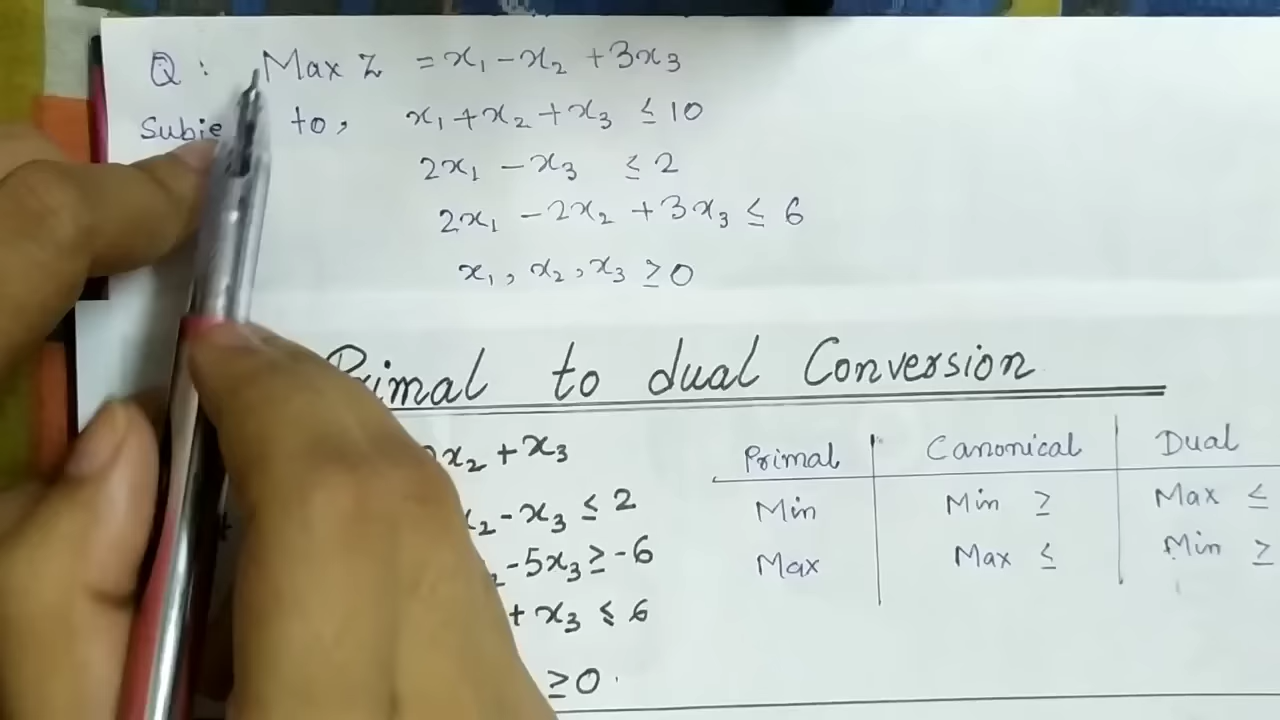 Q: Max Z = x₁ - x₂ + 3x₃
to, x₁ + x₂ + x₃ ≤ 10
2x₁ - x₃ ≤ 2
2x₁ - 2x₂ + 3x₃ ≤ 6
x₁, x₂, x₃ ≥ 0
Primal to dual Conversion
x₂ + x₃
x₂ - x₃ ≤ 2
- 5x₃ ≥ -6
+ x₃ ≤ 6
≥ 0.
Primal Canonical Dual
Min Min ≥ Max ≤
Max Max ≤ Min ≥